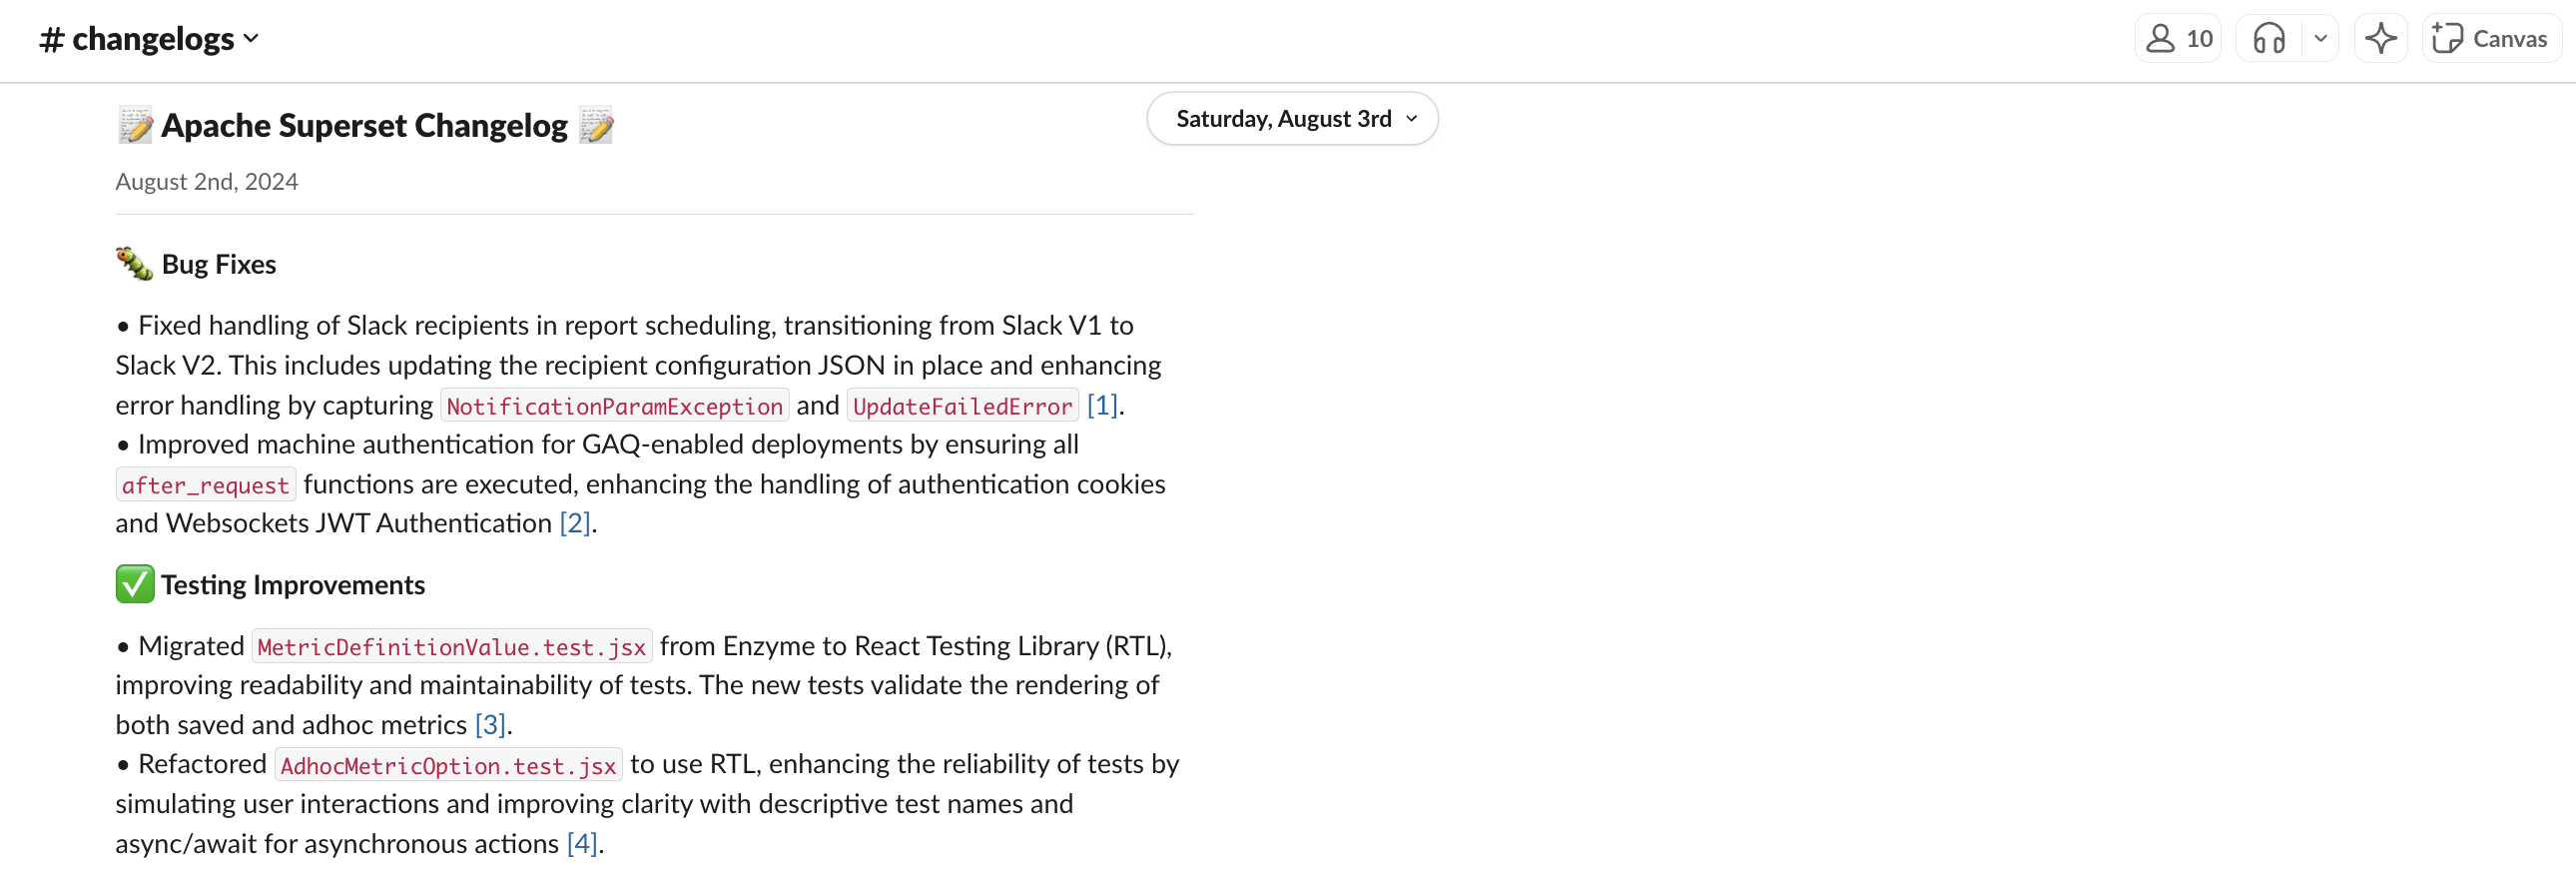 # changelogs
10
Canvas
Apache Superset Changelog
Saturday, August 3rd
August 2nd, 2024
Bug Fixes
• Fixed handling of Slack recipients in report scheduling, transitioning from Slack V1 to
Slack V2. This includes updating the recipient configuration JSON in place and enhancing
error handling by capturing NotificationParamException and UpdateFailedError [1].
• Improved machine authentication for GAQ-enabled deployments by ensuring all
after_request functions are executed, enhancing the handling of authentication cookies
and Websockets JWT Authentication [2].
Testing Improvements
• Migrated MetricDefinitionValue.test.jsx from Enzyme to React Testing Library (RTL),
improving readability and maintainability of tests. The new tests validate the rendering of
both saved and adhoc metrics [3].
• Refactored AdhocMetricOption.test.jsx to use RTL, enhancing the reliability of tests by
simulating user interactions and improving clarity with descriptive test names and
async/await for asynchronous actions [4].